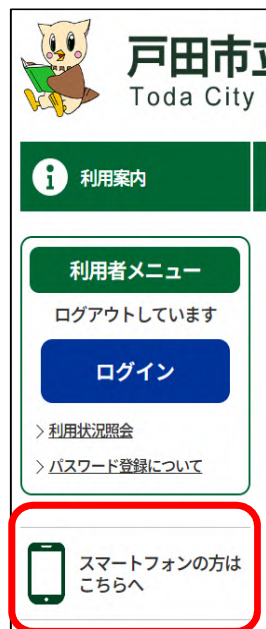 戸田市立
Toda City
利用案内
利用者メニュー
ログアウトしています
ログイン
＞利用状況照会
＞パスワード登録について
スマートフォンの方は
こちらへ